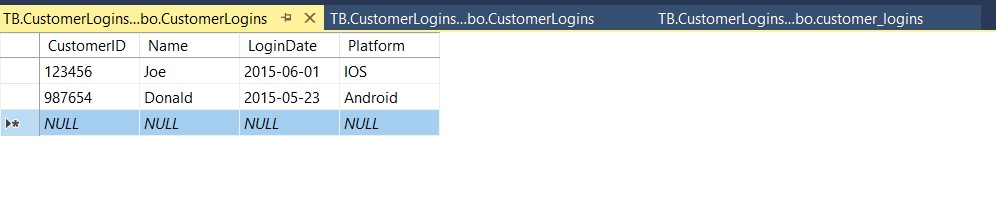 TB.CustomerLogins...bo.CustomerLogins TB.CustomerLogins...bo.CustomerLogins TB.CustomerLogins...bo.customer_logins
CustomerID Name LoginDate Platform
123456 Joe 2015-06-01 IOS
987654 Donald 2015-05-23 Android
NULL NULL NULL NULL